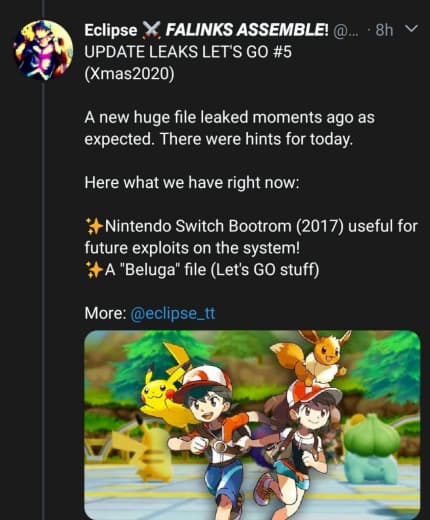 Eclipse ⚔️ FALINKS ASSEMBLE! @... · 8h
UPDATE LEAKS LET'S GO #5
(Xmas2020)
A new huge file leaked moments ago as
expected. There were hints for today.
Here what we have right now:
✨Nintendo Switch Bootrom (2017) useful for
future exploits on the system!
✨A "Beluga" file (Let's GO stuff)
More: @eclipse_tt